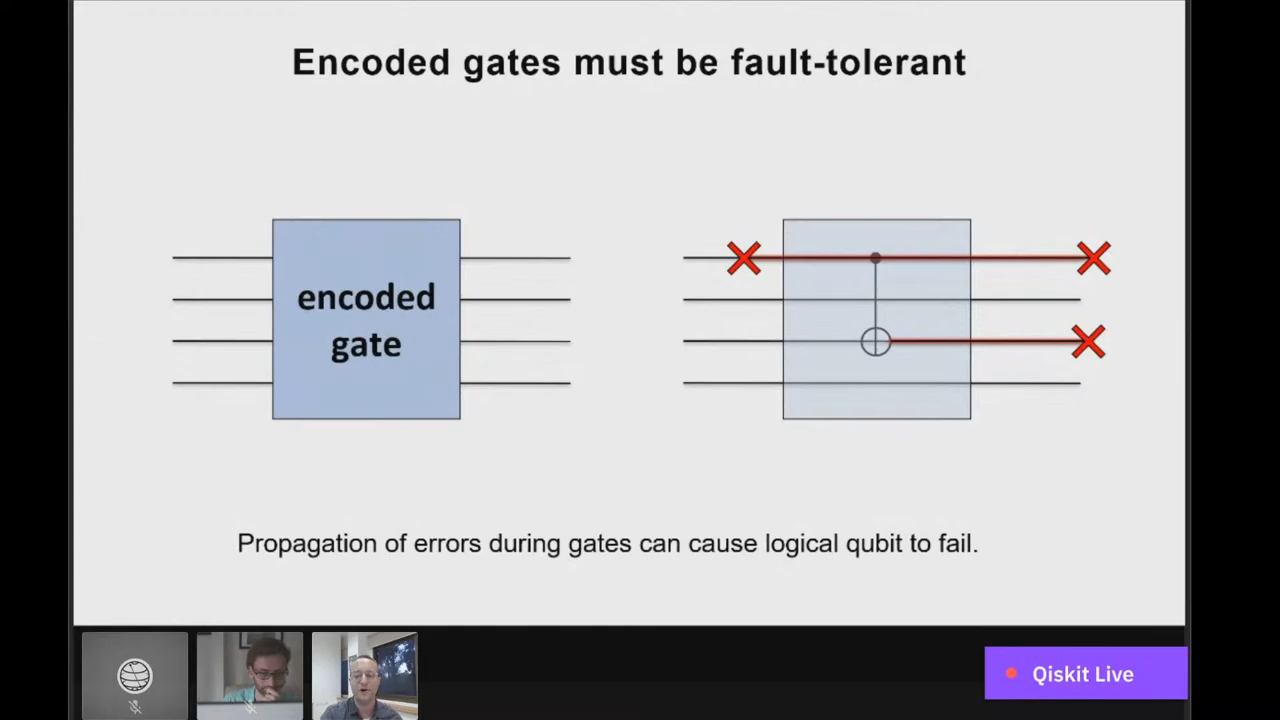 Encoded gates must be fault-tolerant
encoded
gate
Propagation of errors during gates can cause logical qubit to fail.
Qiskit Live